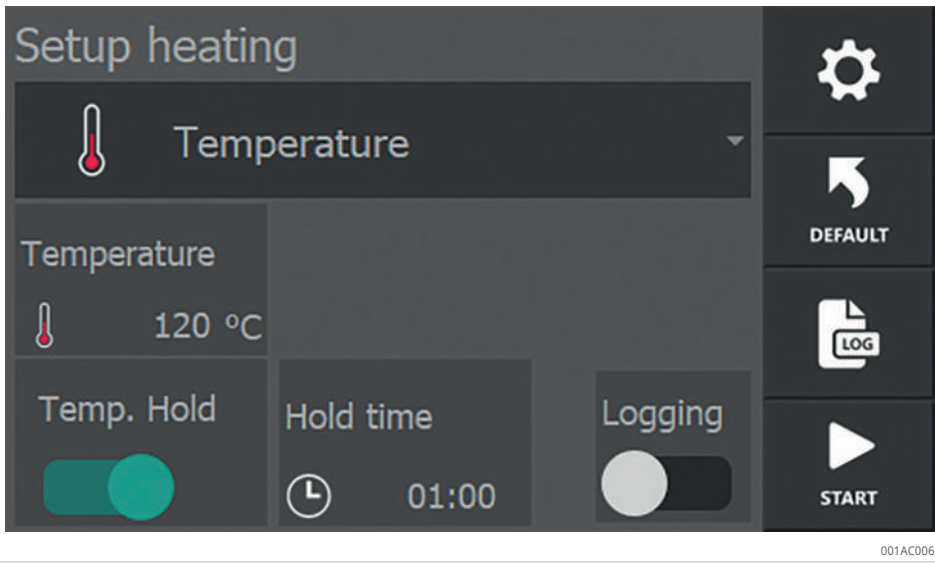 Setup heating
Temperature
DEFAULT
Temperature
120 °C
LOG
Temp. Hold
Hold time
Logging
01:00
START
001AC006